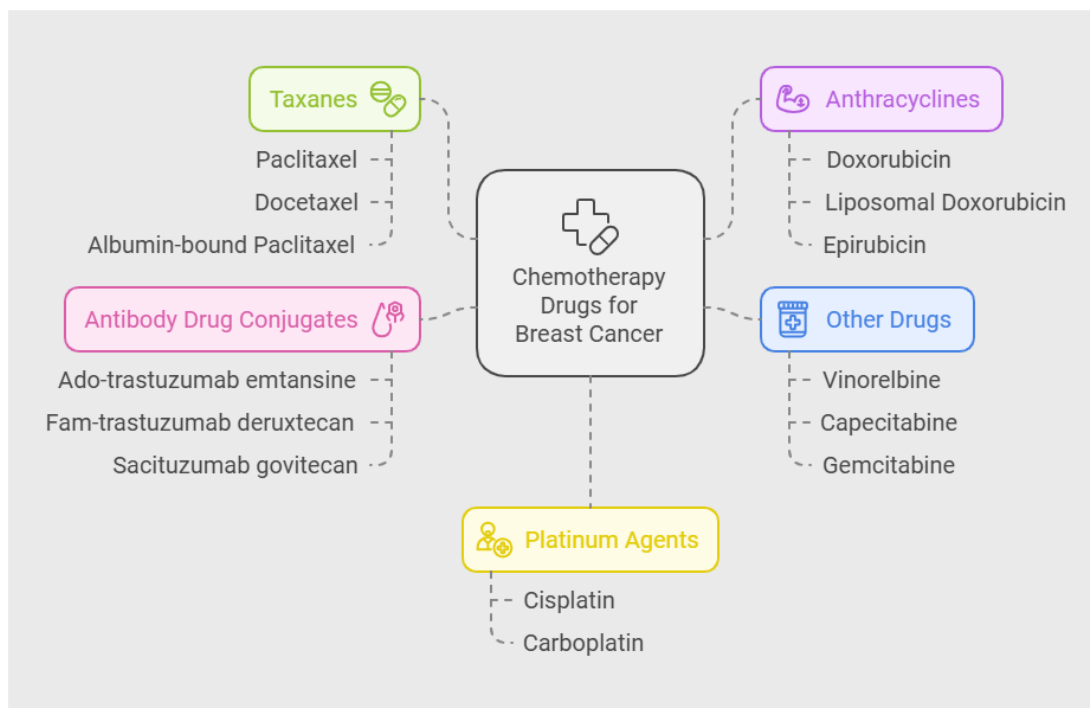 Chemotherapy
Drugs for
Breast Cancer
Taxanes
Paclitaxel
Docetaxel
Albumin-bound Paclitaxel
Anthracyclines
Doxorubicin
Liposomal Doxorubicin
Epirubicin
Antibody Drug Conjugates
Ado-trastuzumab emtansine
Fam-trastuzumab deruxtecan
Sacituzumab govitecan
Other Drugs
Vinorelbine
Capecitabine
Gemcitabine
Platinum Agents
Cisplatin
Carboplatin